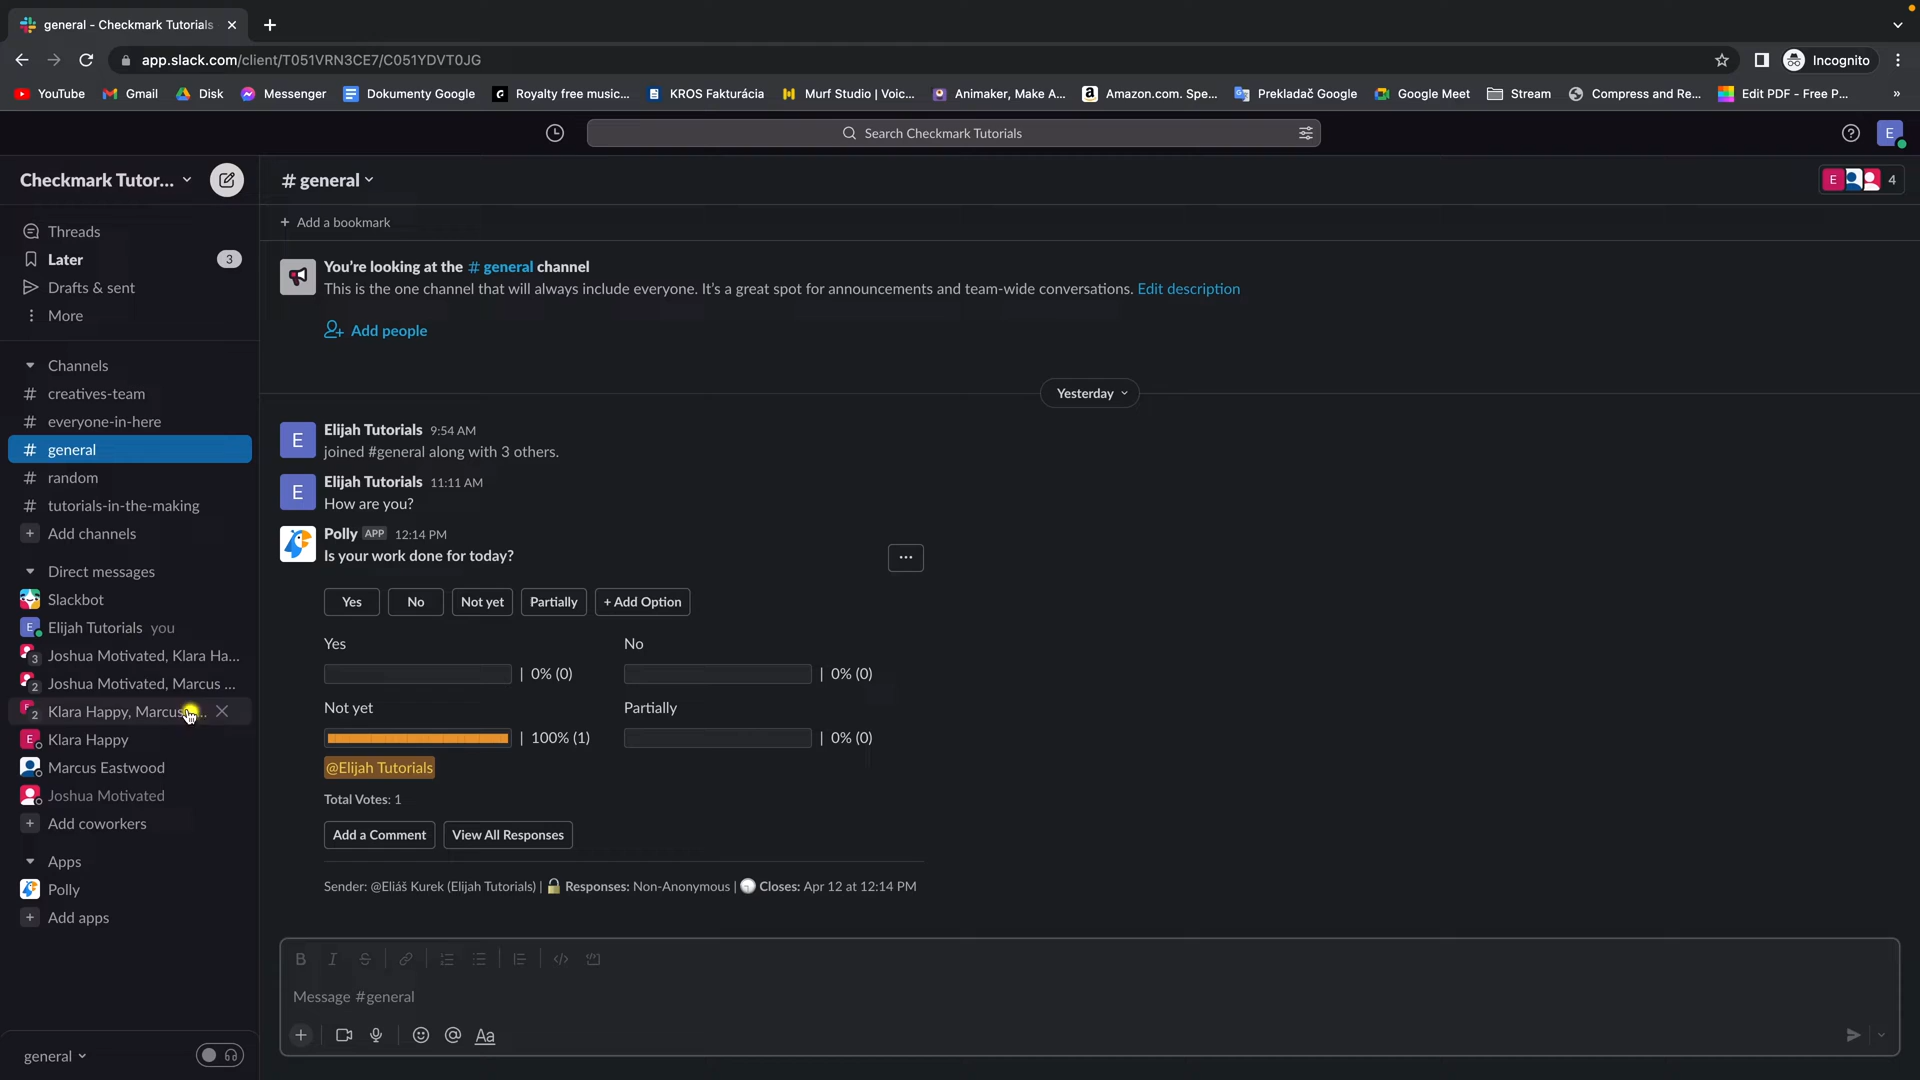 general - Checkmark Tutorials
app.slack.com/client/T051VRN3CE7/C051YDVT0JG
Incognito
YouTube Gmail Disk Messenger Dokumenty Google Royalty free music... KROS Fakturácia Murf Studio | Voic... Animaker, Make A... Amazon.com. Spe... Prekladač Google Google Meet Stream Compress and Re... Edit PDF - Free P... »
Search Checkmark Tutorials
E
Checkmark Tutor...
# general
E 4
Threads
Later 3
Drafts & sent
More
Channels
# creatives-team
# everyone-in-here
# general
# random
# tutorials-in-the-making
+ Add channels
Direct messages
Slackbot
E Elijah Tutorials you
3 Joshua Motivated, Klara Ha...
2 Joshua Motivated, Marcus ...
2 Klara Happy, Marcus ...
E Klara Happy
Marcus Eastwood
Joshua Motivated
+ Add coworkers
Apps
Polly
+ Add apps
general
+ Add a bookmark
You're looking at the # general channel
This is the one channel that will always include everyone. It's a great spot for announcements and team-wide conversations. Edit description
Add people
Yesterday
E Elijah Tutorials 9:54 AM
joined #general along with 3 others.
E Elijah Tutorials 11:11 AM
How are you?
Polly APP 12:14 PM
Is your work done for today?
...
Yes No Not yet Partially + Add Option
Yes No
| 0% (0) | 0% (0)
Not yet Partially
| 100% (1) | 0% (0)
@Elijah Tutorials
Total Votes: 1
Add a Comment View All Responses
Sender: @Eliáš Kurek (Elijah Tutorials) | Responses: Non-Anonymous | Closes: Apr 12 at 12:14 PM
B I S
Message #general
+ @ Aa